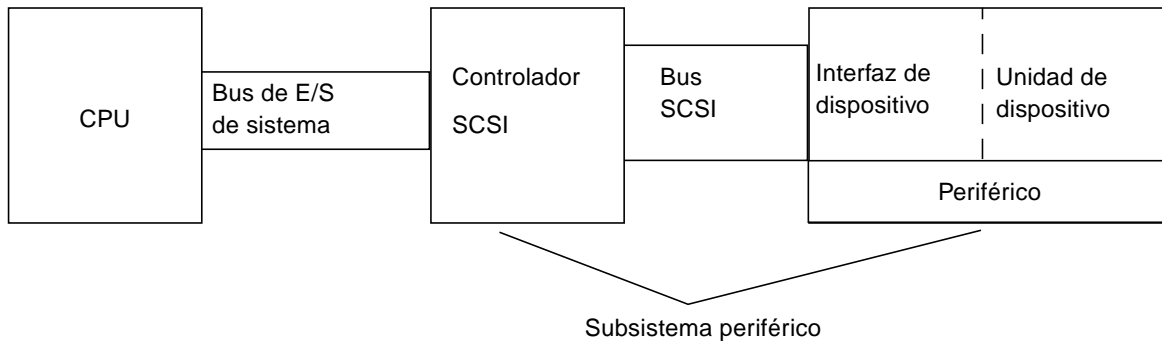 CPU
Bus de E/S
de sistema
Controlador
SCSI
Bus
SCSI
Interfaz de
dispositivo
Unidad de
dispositivo
Periférico
Subsistema periférico